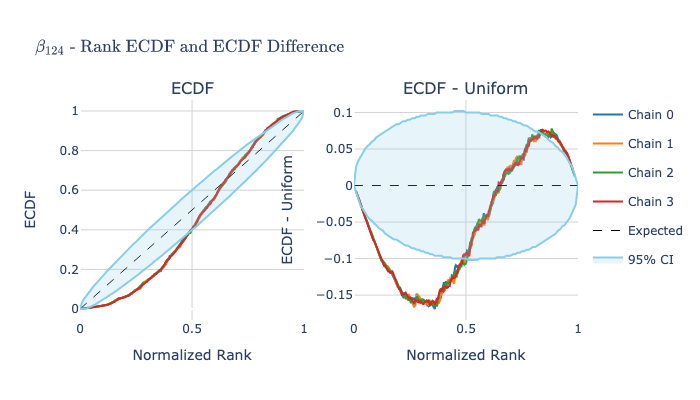 β124 - Rank ECDF and ECDF Difference
ECDF
ECDF - Uniform
1
0.8
0.6
0.4
0.2
0
0
0.5
1
ECDF
Normalized Rank
0.1
0.05
0
−0.05
−0.1
−0.15
0
0.5
1
ECDF - Uniform
Normalized Rank
Chain 0
Chain 1
Chain 2
Chain 3
Expected
95% CI